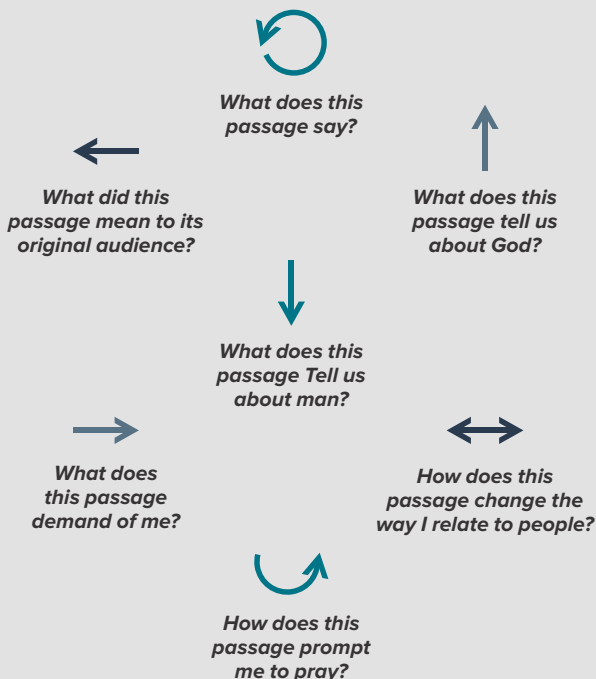 What does this
passage say?
What did this
passage mean to its
original audience?
What does this
passage tell us
about God?
What does this
passage Tell us
about man?
What does
this passage
demand of me?
How does this
passage change the
way I relate to people?
How does this
passage prompt
me to pray?